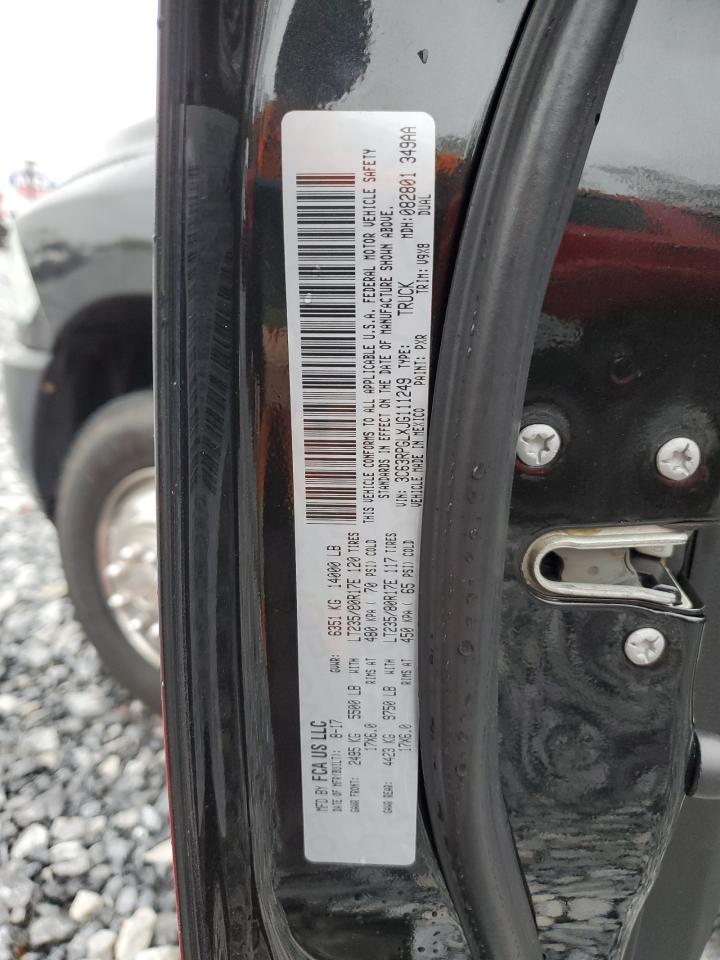 MFD BY FCA US LLC
DATE OF MFR(BUILT): 8-17 GVWR: 6351 KG 14000 LB
GAWR FRONT: 2495 KG 5500 LB WITH LT235/80R17E 120 TIRES
17X6.0 RIMS AT 480 KPA ( 70 PSI) COLD
GAWR REAR: 4423 KG 9750 LB WITH LT235/80R17E 117 TIRES
17X6.0 RIMS AT 450 KPA ( 65 PSI) COLD
THIS VEHICLE CONFORMS TO ALL APPLICABLE U.S.A. FEDERAL MOTOR VEHICLE SAFETY
STANDARDS IN EFFECT ON THE DATE OF MANUFACTURE SHOWN ABOVE.
VIN: 3C63RPGLXJG111249 TYPE: TRUCK MDH:082801 349AA
VEHICLE MADE IN MEXICO PAINT: PXR TRIM: V9X8 DUAL